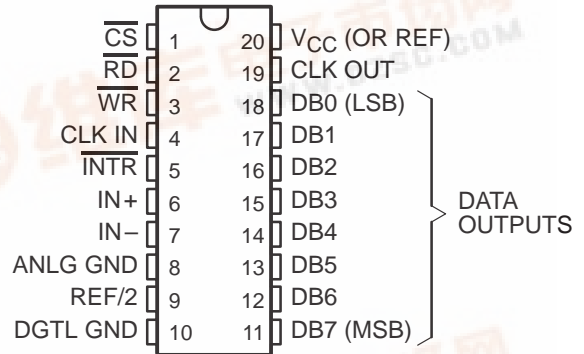 CS 1 20 VCC (OR REF)
RD 2 19 CLK OUT
WR 3 18 DB0 (LSB)
CLK IN 4 17 DB1
INTR 5 16 DB2
IN+ 6 15 DB3
IN– 7 14 DB4
ANLG GND 8 13 DB5
REF/2 9 12 DB6
DGTL GND 10 11 DB7 (MSB)
DATA
OUTPUTS